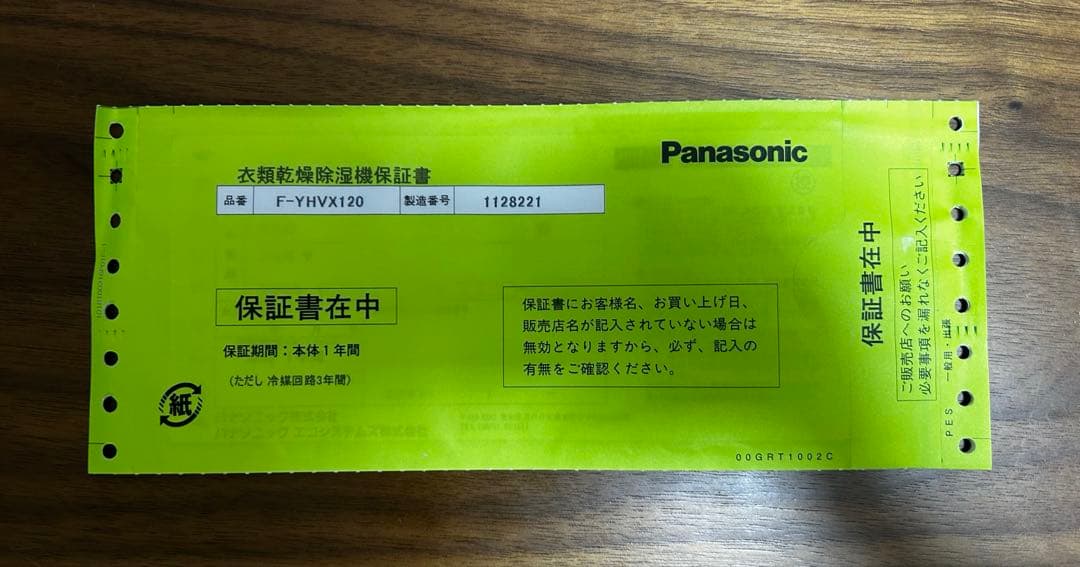 Panasonic
衣類乾燥除湿機保証書
品番 F-YHVX120 製造番号 1128221
保証書在中
保証期間：本体1年間
(ただし 冷媒回路3年間)
紙
保証書にお客様名、お買い上げ日、
販売店名が記入されていない場合は
無効となりますから、必ず、記入の
有無をご確認ください。
00GRT1002C
保証書在中
ご販売店へのお願い
必要事項を漏れなくご記入ください
PES 一般用・出張